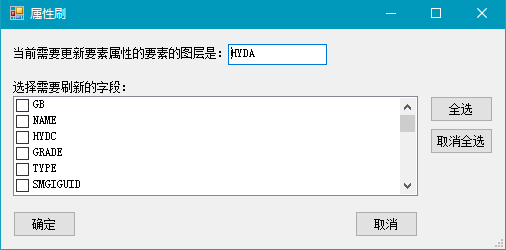 属性刷
当前需要更新要素属性的要素的图层是：HYDA
选择需要刷新的字段：
GB
NAME
HYDC
GRADE
TYPE
SMGIGUID
全选
取消全选
确定
取消